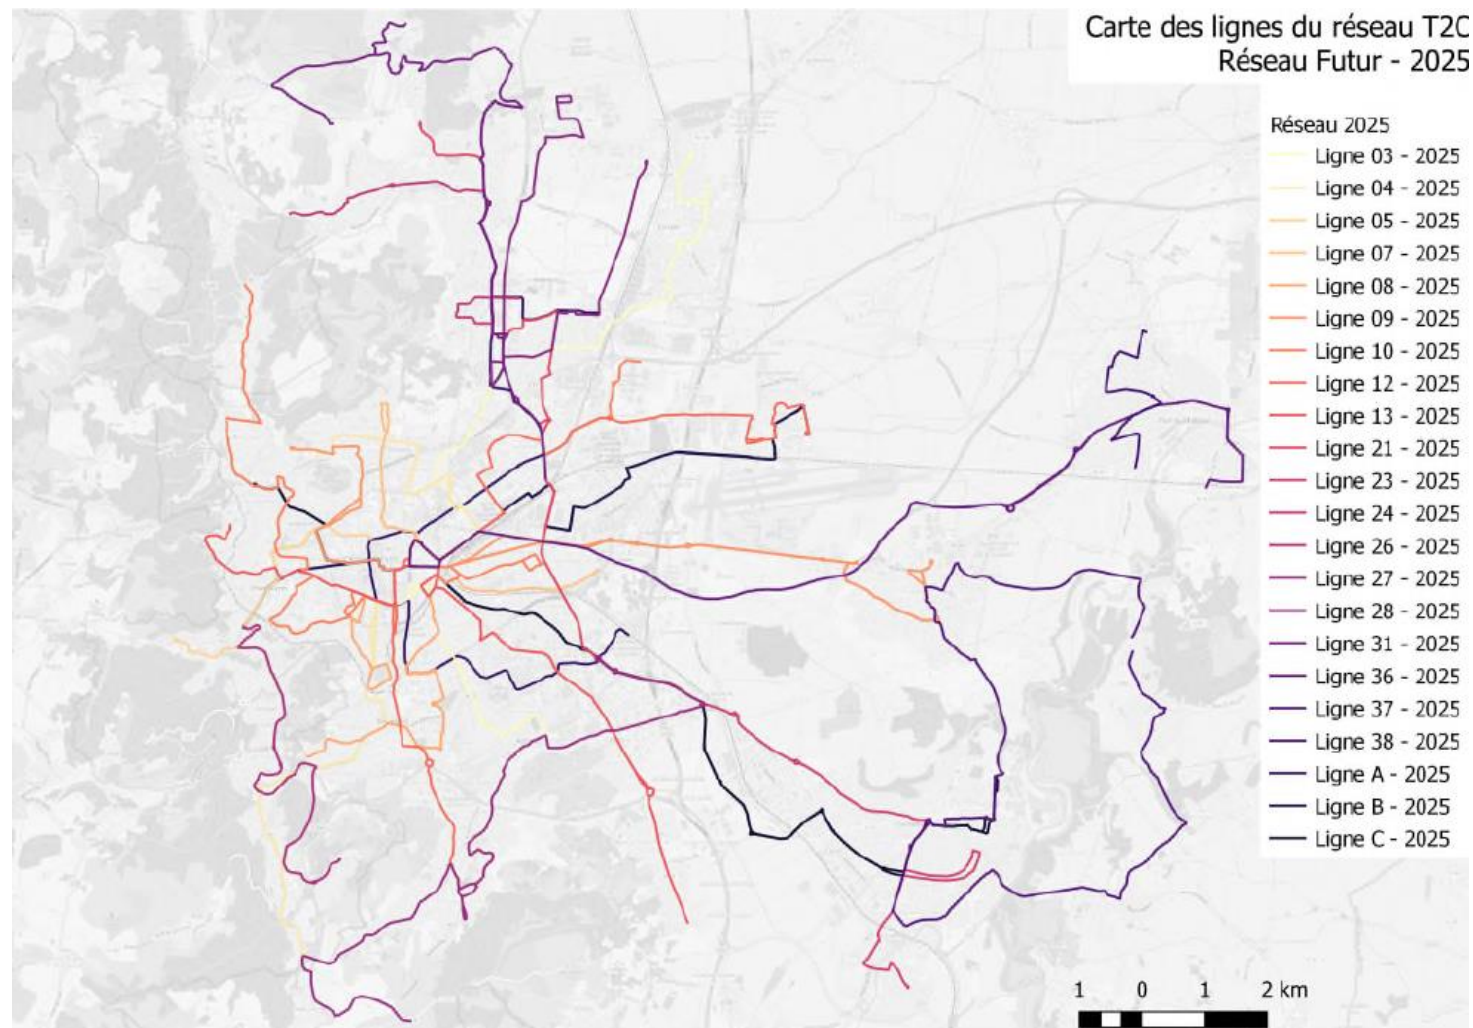 Carte des lignes du réseau T2C
Réseau Futur - 2025
Réseau 2025
Ligne 03 - 2025
Ligne 04 - 2025
Ligne 05 - 2025
Ligne 07 - 2025
Ligne 08 - 2025
Ligne 09 - 2025
Ligne 10 - 2025
Ligne 12 - 2025
Ligne 13 - 2025
Ligne 21 - 2025
Ligne 23 - 2025
Ligne 24 - 2025
Ligne 26 - 2025
Ligne 27 - 2025
Ligne 28 - 2025
Ligne 31 - 2025
Ligne 36 - 2025
Ligne 37 - 2025
Ligne 38 - 2025
Ligne A - 2025
Ligne B - 2025
Ligne C - 2025
1 0 1 2 km